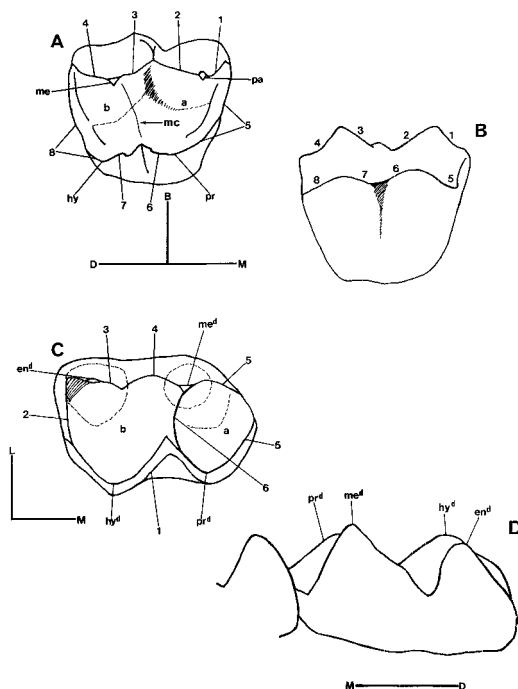 4 3 2 1
A
me
b
a
pa
mc
5
8
hy 7 6 pr
B
D M
B
4 3 2 1
8 7 6 5
C
3 4 me^d
en^d
5
2
b
a
5
L
M
hy^d 1 pr^d 6
pr^d me^d hy^d en^d
D
M D